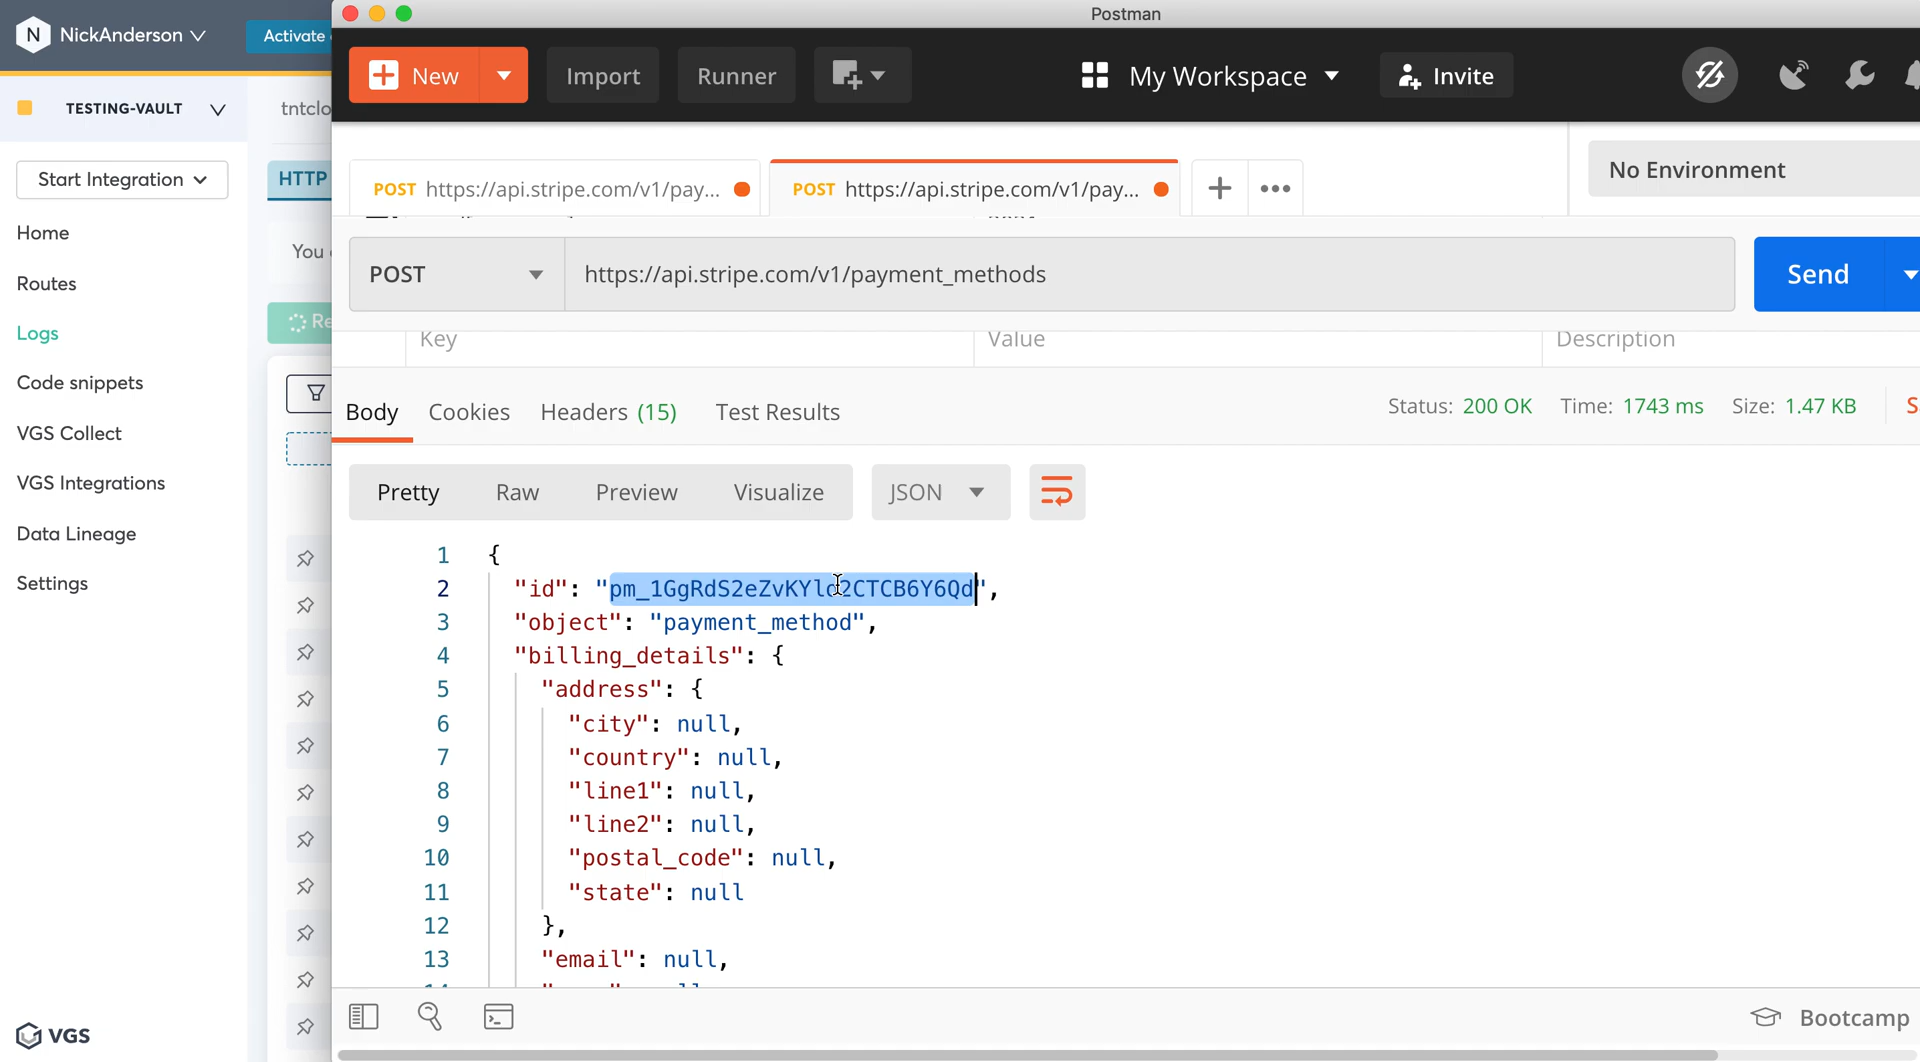 N NickAnderson
Activate
TESTING-VAULT
tntclo
Start Integration
HTTP
Home
You
Routes
Re
Logs
Code snippets
VGS Collect
VGS Integrations
Data Lineage
Settings
VGS
Postman
New
Import
Runner
My Workspace
Invite
POST https://api.stripe.com/v1/pay...
POST https://api.stripe.com/v1/pay...
No Environment
POST
https://api.stripe.com/v1/payment_methods
Send
Key
Value
Description
Body
Cookies
Headers (15)
Test Results
Status: 200 OK
Time: 1743 ms
Size: 1.47 KB
S
Pretty
Raw
Preview
Visualize
JSON
1 {
2 "id": "pm_1GgRdS2eZvKYlo2CTCB6Y6Qd",
3 "object": "payment_method",
4 "billing_details": {
5 "address": {
6 "city": null,
7 "country": null,
8 "line1": null,
9 "line2": null,
10 "postal_code": null,
11 "state": null
12 },
13 "email": null,
Bootcamp